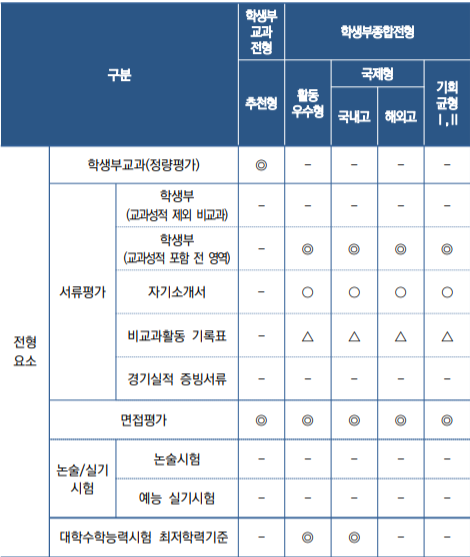 구분
학생부
교과
전형
학생부종합전형
추천형
활동
우수형
국제형
국내고
해외고
기회
균형
Ⅰ,Ⅱ
전형
요소
학생부교과(정량평가)
◎ - - - -
서류평가
학생부
(교과성적 제외 비교과)
- - - - -
학생부
(교과성적 포함 전 영역)
- ◎ ◎ ◎ ◎
자기소개서
- ○ ○ ○ ○
비교과활동 기록표
- △ △ △ △
경기실적 증빙서류
- - - - -
면접평가
◎ ◎ ◎ ◎ ◎
논술/실기
시험
논술시험
- - - - -
예능 실기시험
- - - - -
대학수학능력시험 최저학력기준
- ◎ ◎ - -